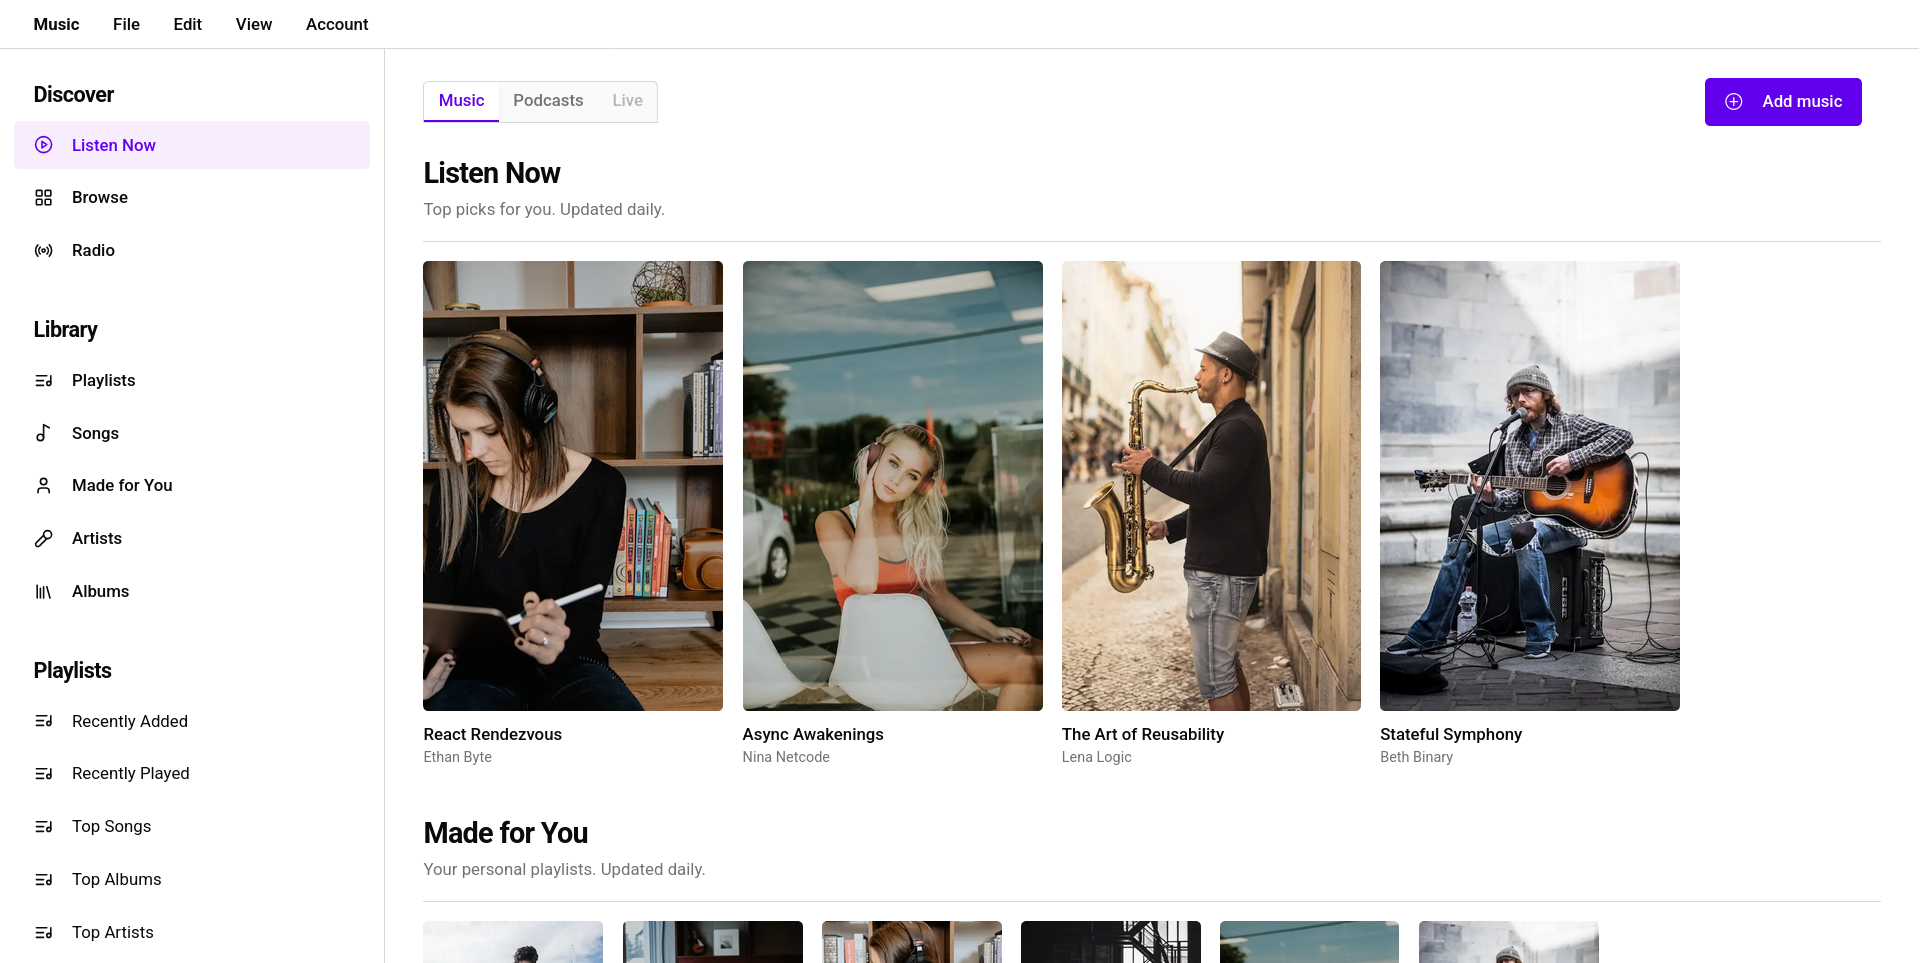 Music File Edit View Account
Discover
Listen Now
Browse
Radio
Library
Playlists
Songs
Made for You
Artists
Albums
Playlists
Recently Added
Recently Played
Top Songs
Top Albums
Top Artists
Music Podcasts Live
Add music
Listen Now
Top picks for you. Updated daily.
React Rendezvous
Ethan Byte
Async Awakenings
Nina Netcode
The Art of Reusability
Lena Logic
Stateful Symphony
Beth Binary
Made for You
Your personal playlists. Updated daily.